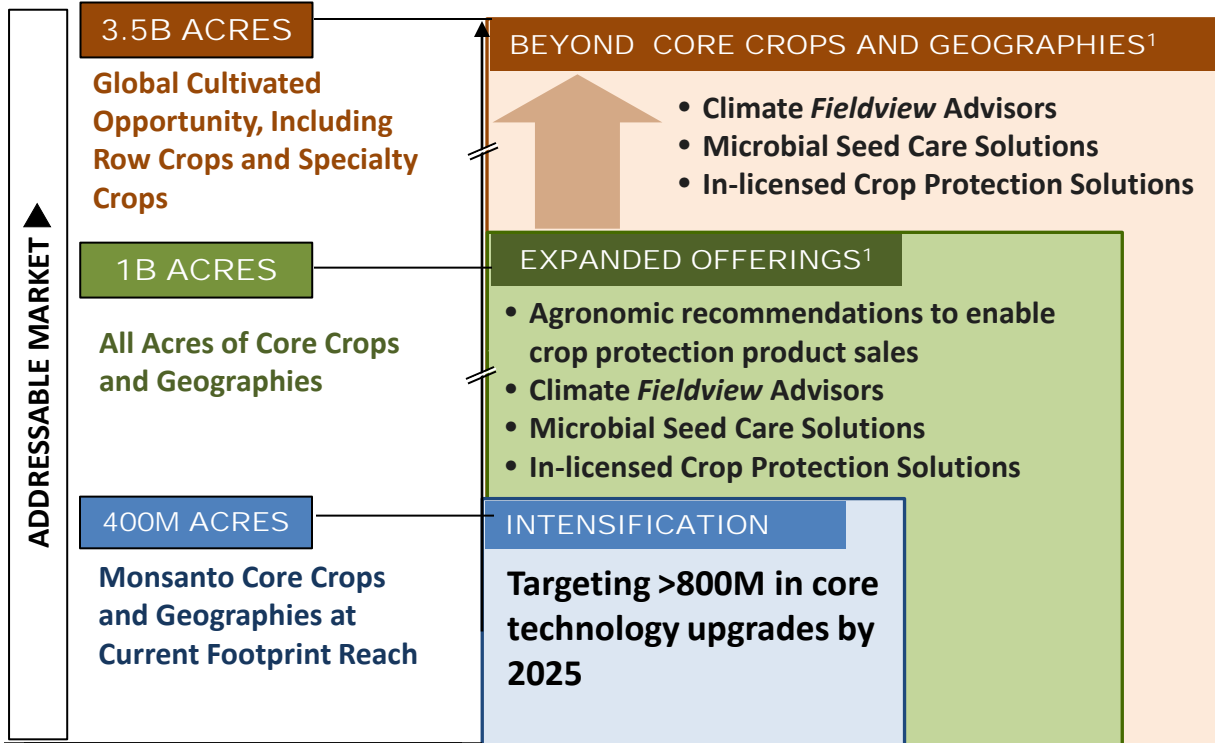 ADDRESSABLE MARKET ▶
3.5B ACRES
Global Cultivated
Opportunity, Including
Row Crops and Specialty
Crops
1B ACRES
All Acres of Core Crops
and Geographies
400M ACRES
Monsanto Core Crops
and Geographies at
Current Footprint Reach
BEYOND CORE CROPS AND GEOGRAPHIES¹
• Climate Fieldview Advisors
• Microbial Seed Care Solutions
• In-licensed Crop Protection Solutions
EXPANDED OFFERINGS¹
• Agronomic recommendations to enable
crop protection product sales
• Climate Fieldview Advisors
• Microbial Seed Care Solutions
• In-licensed Crop Protection Solutions
INTENSIFICATION
Targeting >800M in core
technology upgrades by
2025